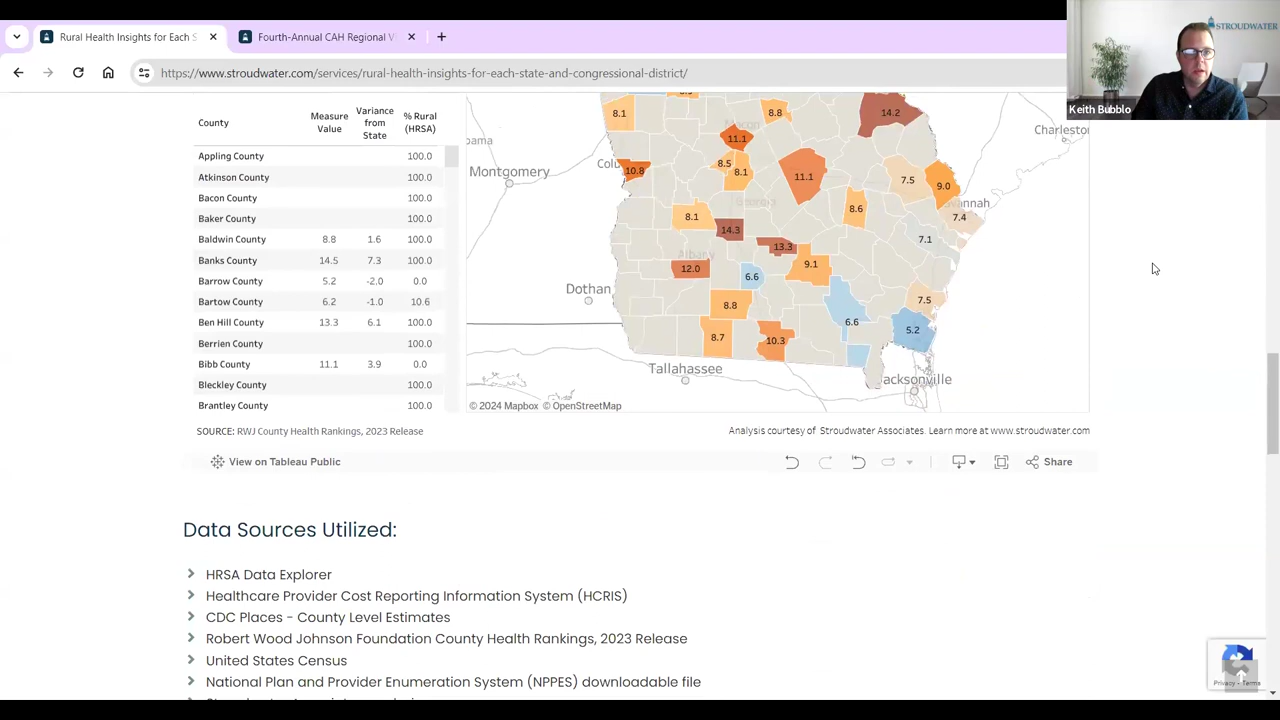 Rural Health Insights for Each S
Fourth-Annual CAH Regional V
STROUDWATER
https://www.stroudwater.com/services/rural-health-insights-for-each-state-and-congressional-district/
Keith Bubblo
County Measure Value Variance from State % Rural (HRSA)
Appling County 100.0
Atkinson County 100.0
Bacon County 100.0
Baker County 100.0
Baldwin County 8.8 1.6 100.0
Banks County 14.5 7.3 100.0
Barrow County 5.2 -2.0 0.0
Bartow County 6.2 -1.0 10.6
Ben Hill County 13.3 6.1 100.0
Berrien County 100.0
Bibb County 11.1 3.9 0.0
Bleckley County 100.0
Brantley County 100.0
8.1
8.8
14.2
Macon
11.1
Charleston
Montgomery
10.8
8.5
8.1
11.1
7.5
9.0
8.1
8.6
7.4
14.3
7.1
13.3
Albany
12.0
6.6
9.1
Dothan
8.8
7.5
6.6
5.2
8.7
10.3
Tallahassee
acksonville
© 2024 Mapbox © OpenStreetMap
SOURCE: RWJ County Health Rankings, 2023 Release
Analysis courtesy of Stroudwater Associates. Learn more at www.stroudwater.com
View on Tableau Public
Share
Data Sources Utilized:
HRSA Data Explorer
Healthcare Provider Cost Reporting Information System (HCRIS)
CDC Places - County Level Estimates
Robert Wood Johnson Foundation County Health Rankings, 2023 Release
United States Census
National Plan and Provider Enumeration System (NPPES) downloadable file
Privacy - Terms